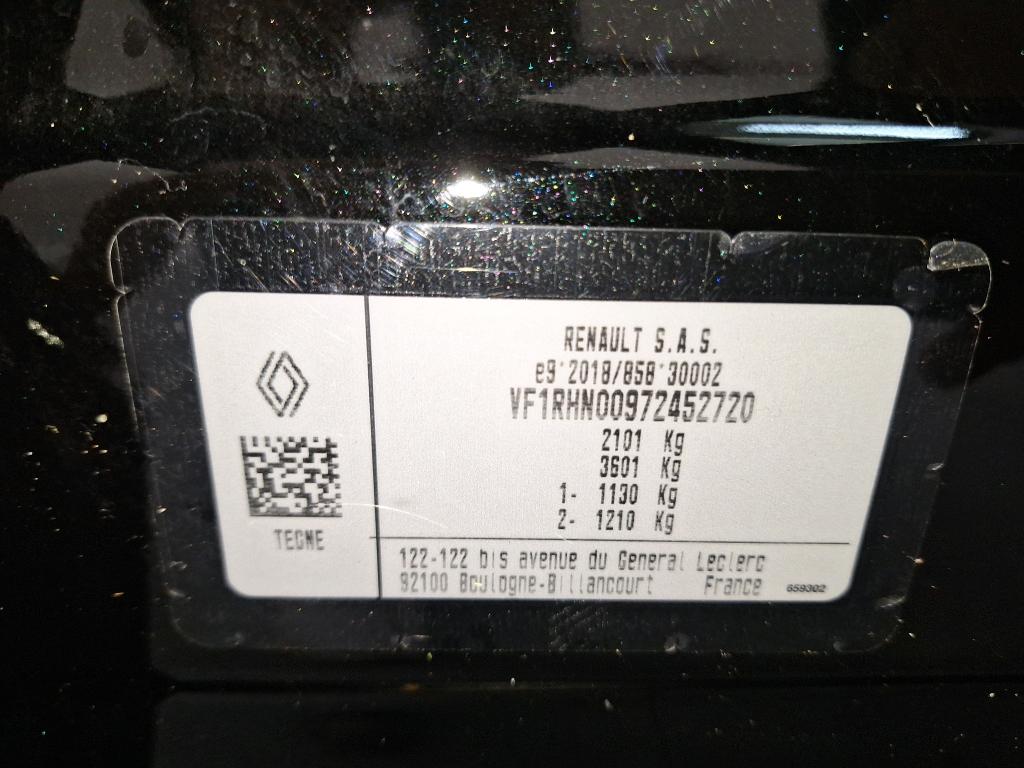 RENAULT S.A.S.
e9*2018/858*30002
VF1RHN00972452720
2101 Kg
3601 Kg
1- 1130 Kg
2- 1210 Kg
TEGNE
122-122 bis avenue du General Leclerc
92100 Boulogne-Billancourt France
659302